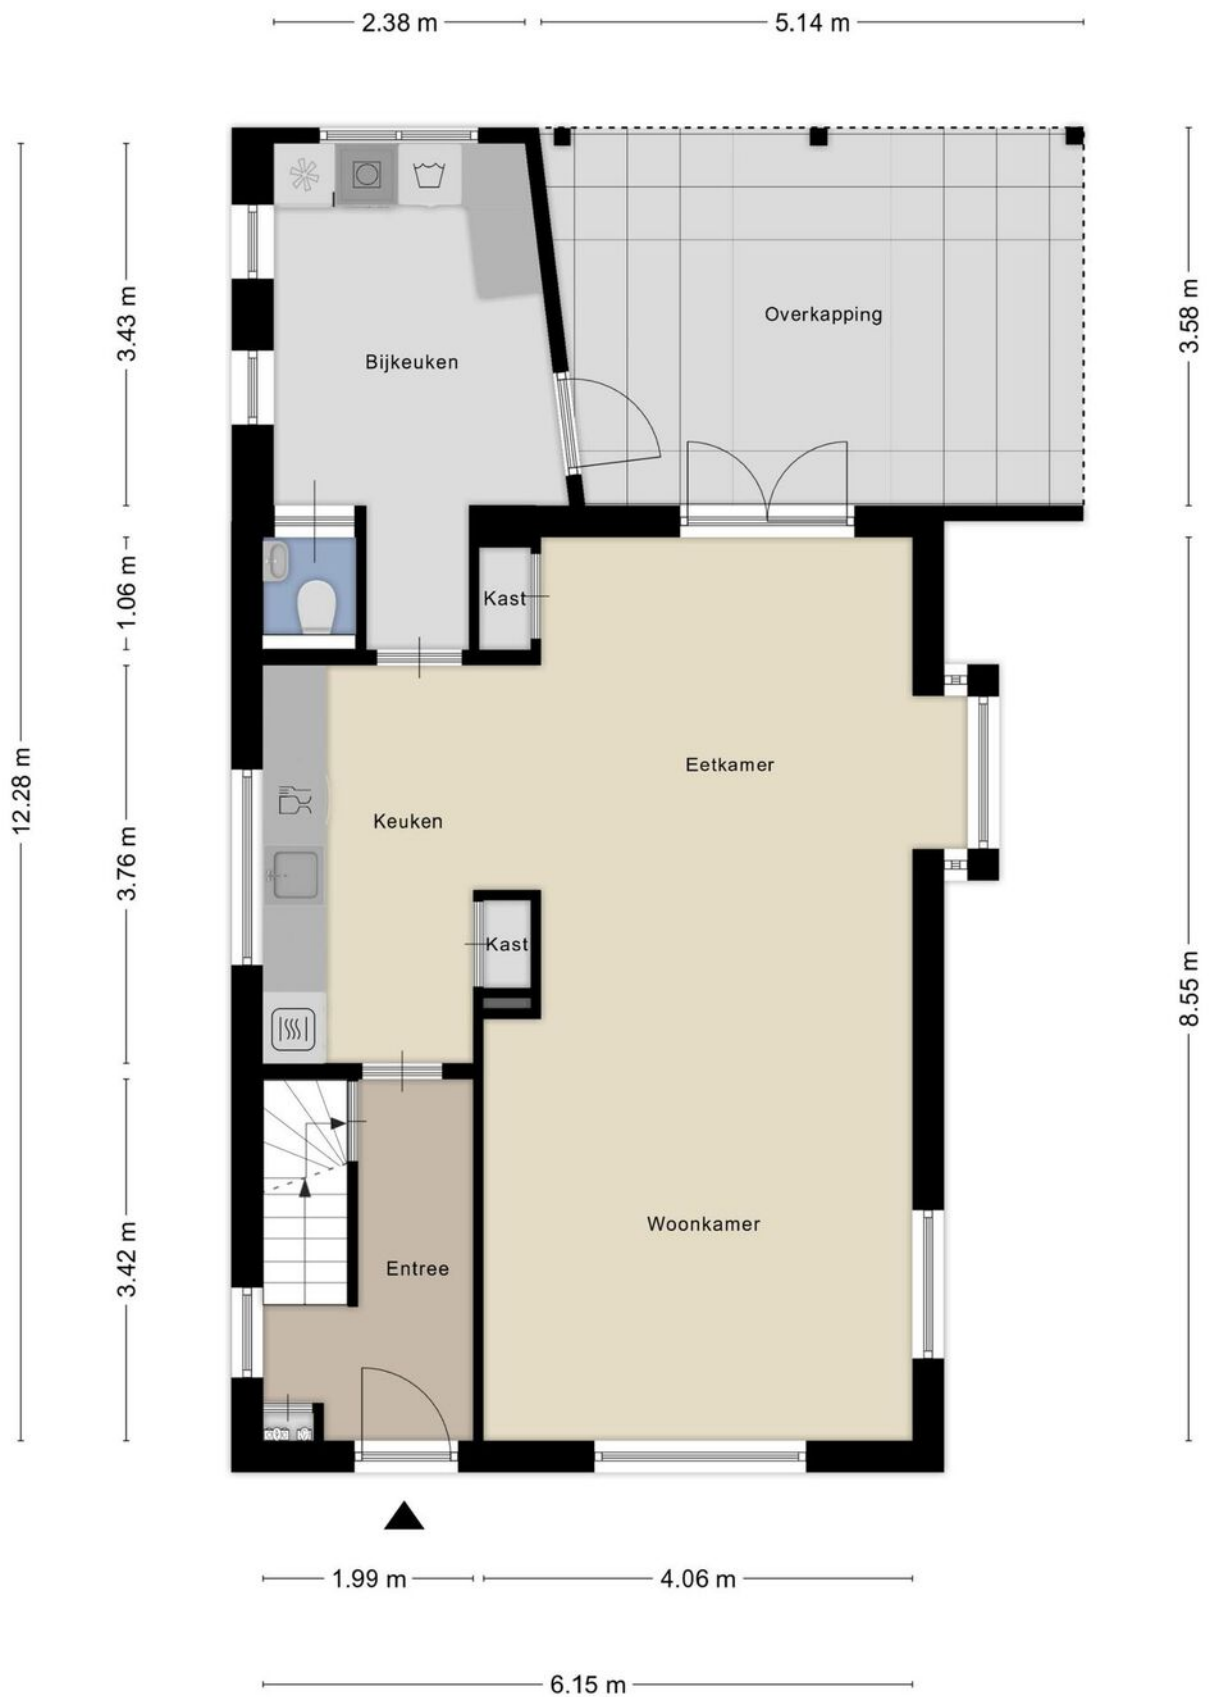 2.38 m
5.14 m
3.43 m
3.58 m
Overkapping
Bijkeuken
1.06 m
Kast
12.28 m
Eetkamer
Keuken
3.76 m
Kast
8.55 m
Woonkamer
3.42 m
Entree
1.99 m
4.06 m
6.15 m